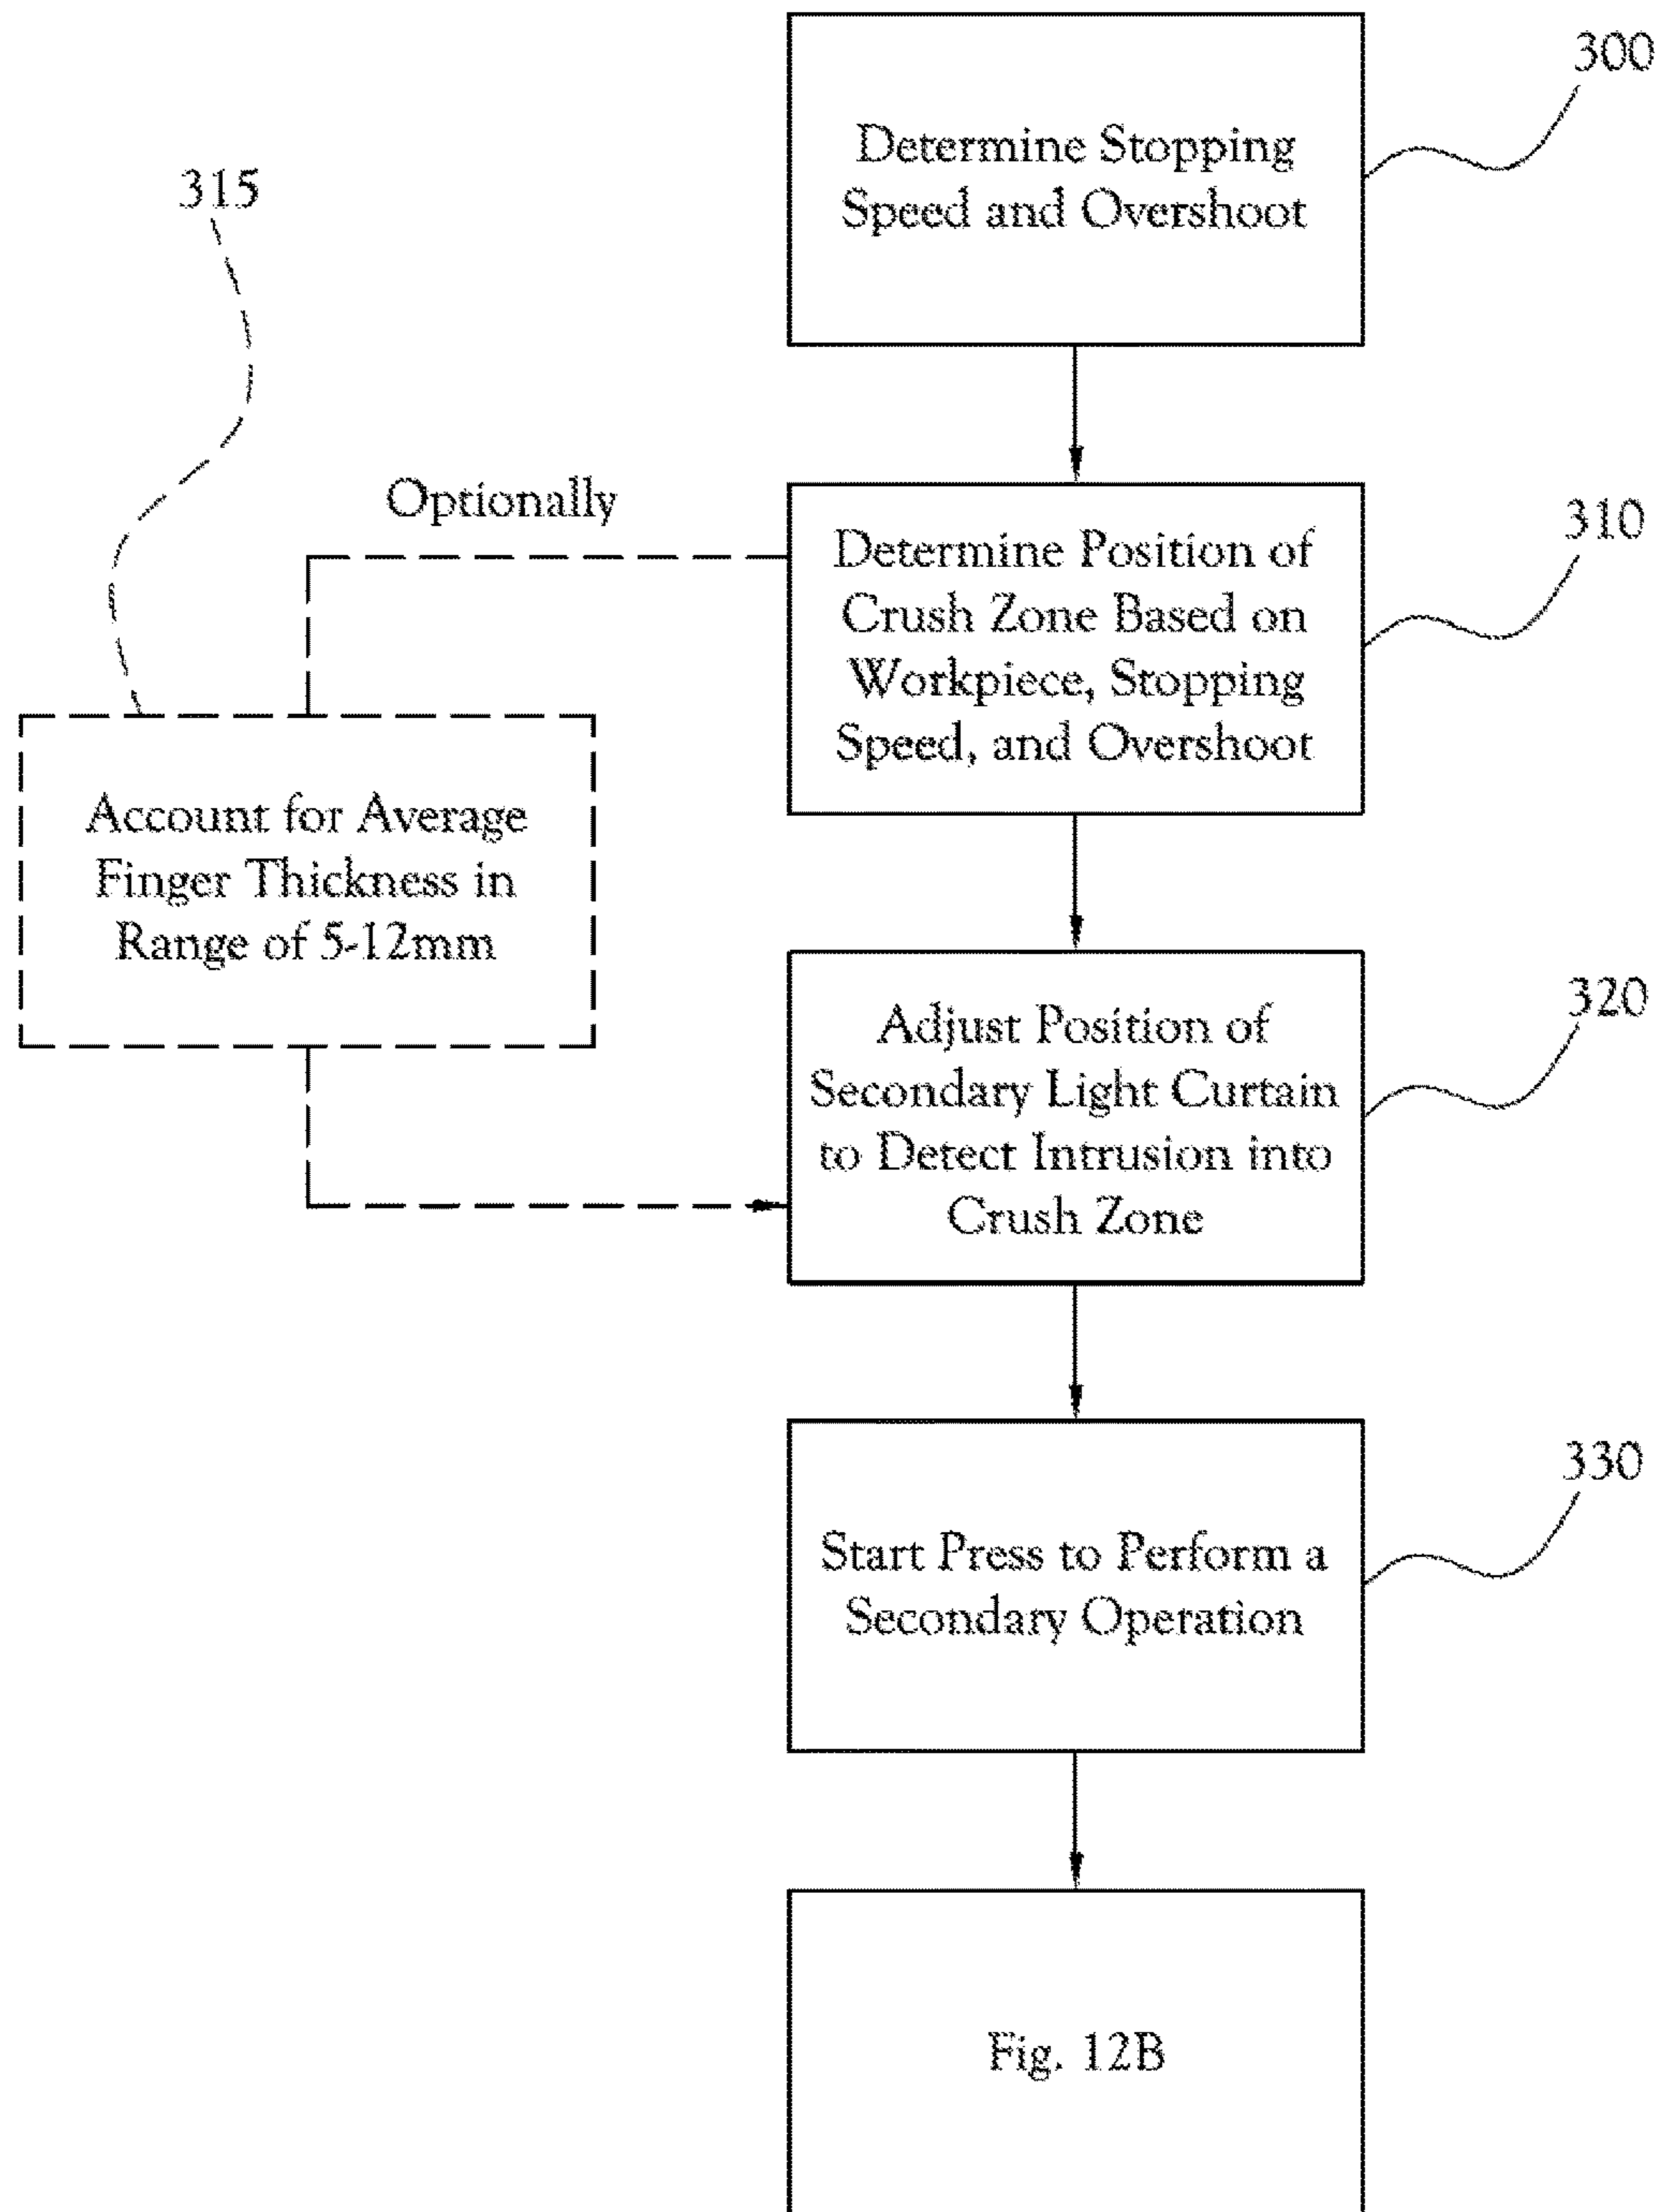 300
Determine Stopping
Speed and Overshoot
315
Optionally
310
Determine Position of
Crush Zone Based on
Workpiece, Stopping
Speed, and Overshoot
Account for Average
Finger Thickness in
Range of 5-12mm
320
Adjust Position of
Secondary Light Curtain
to Detect Intrusion into
Crush Zone
330
Start Press to Perform a
Secondary Operation
Fig. 12B